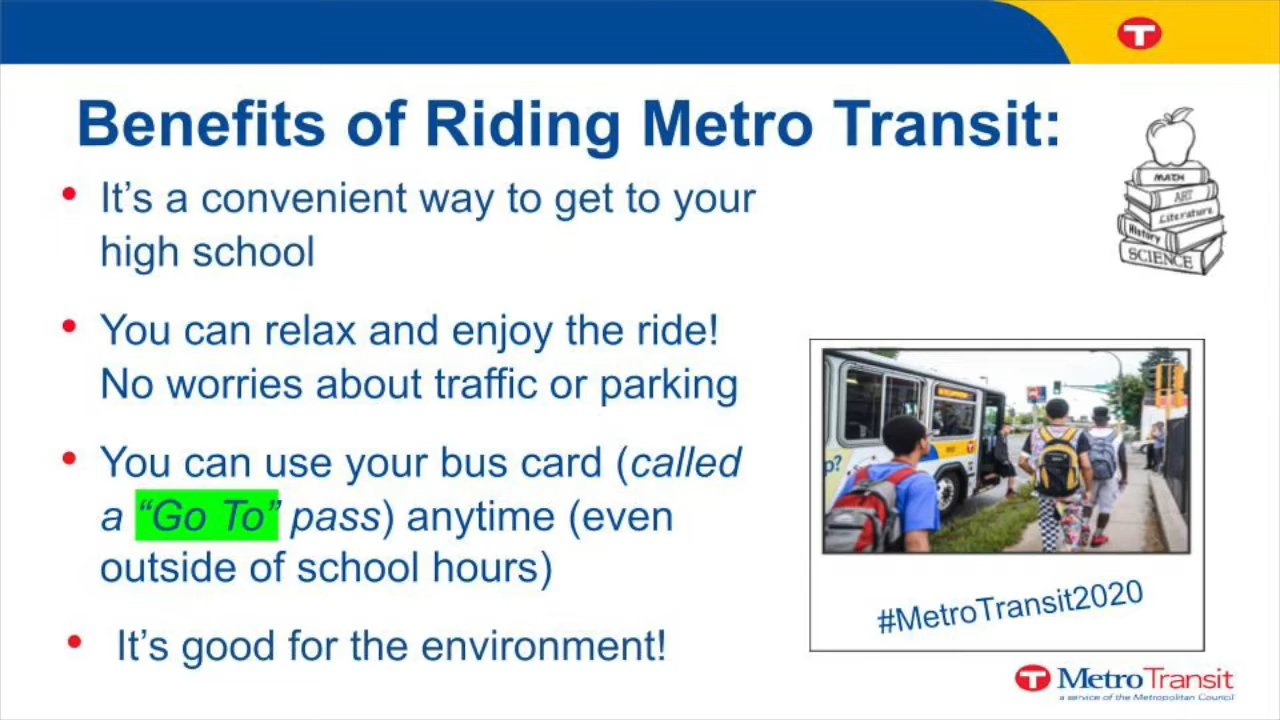 T
Benefits of Riding Metro Transit:
• It’s a convenient way to get to your
high school
• You can relax and enjoy the ride!
No worries about traffic or parking
• You can use your bus card (called
a “Go To” pass) anytime (even
outside of school hours)
• It’s good for the environment!
MATH
ART
Literature
History
SCIENCE
p?
#MetroTransit2020
T MetroTransit
a service of the Metropolitan Council